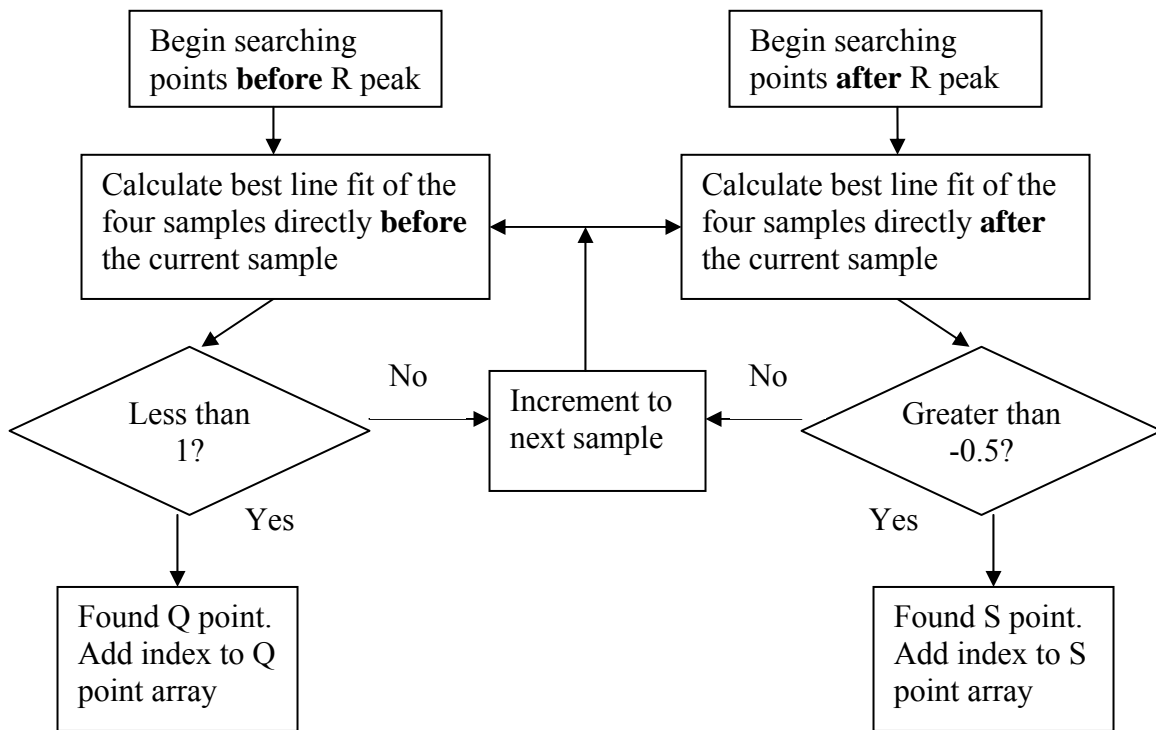 Begin searching
points before R peak
Begin searching
points after R peak
Calculate best line fit of the
four samples directly before
the current sample
Calculate best line fit of the
four samples directly after
the current sample
Less than
1?
No
Increment to
next sample
No
Greater than
-0.5?
Yes
Yes
Found Q point.
Add index to Q
point array
Found S point.
Add index to S
point array